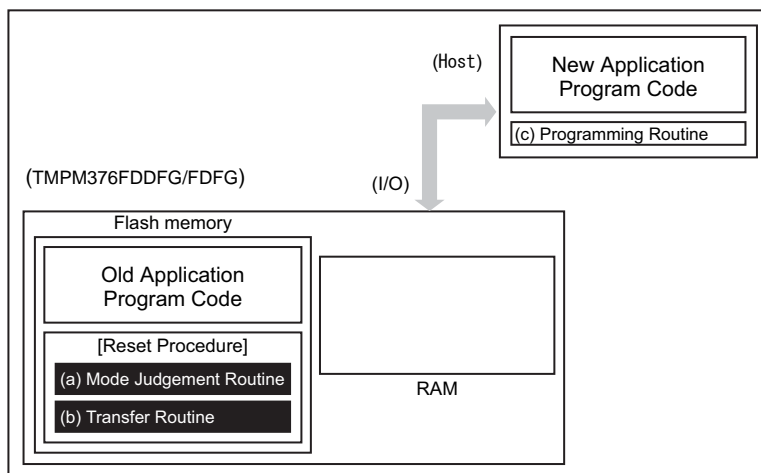 (Host)
New Application
Program Code
(c) Programming Routine
(TMPM376FDDFG/FDFG)
(I/O)
Flash memory
Old Application
Program Code
[Reset Procedure]
(a) Mode Judgement Routine
(b) Transfer Routine
RAM